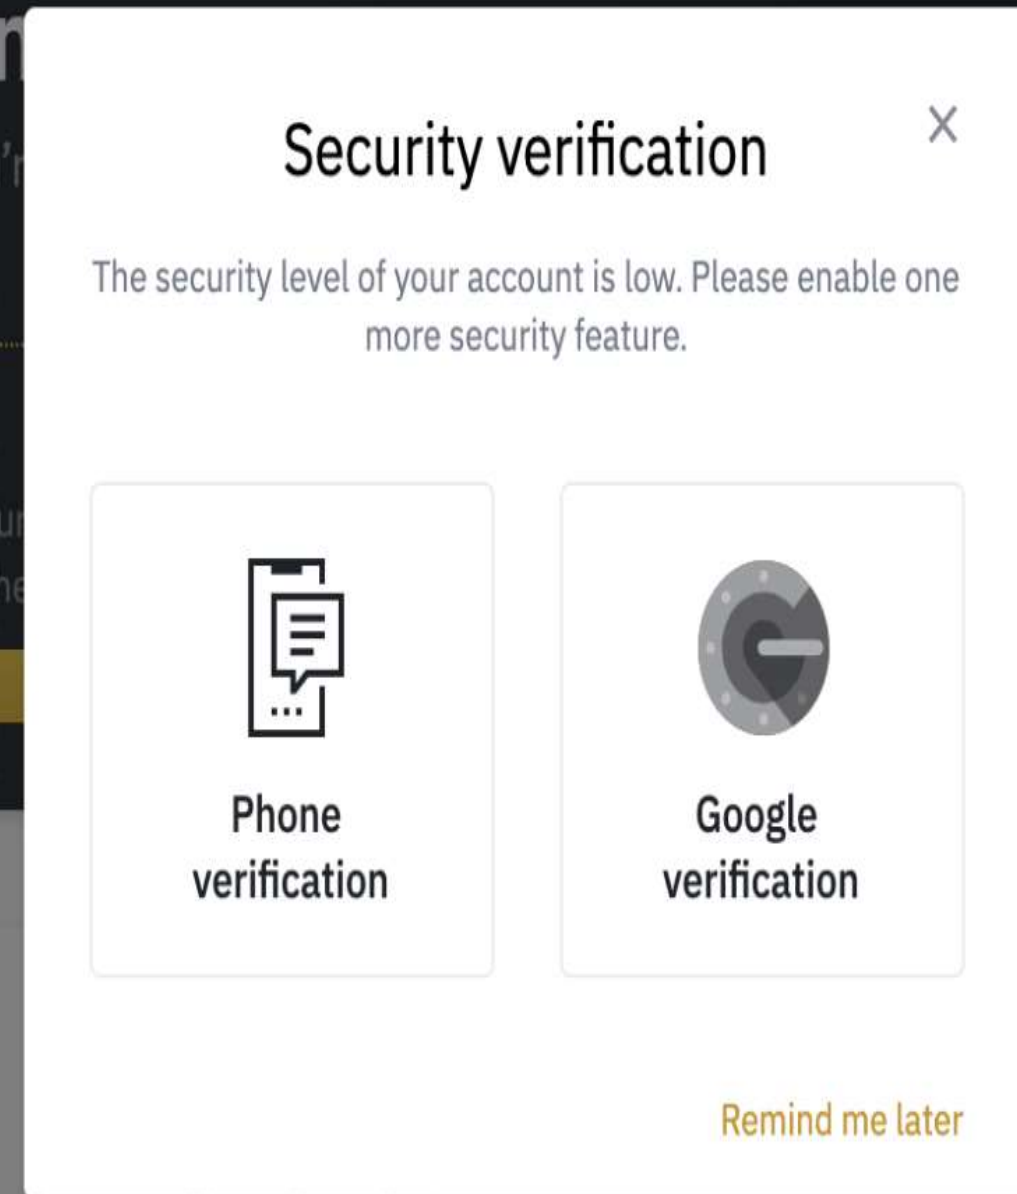 Security verification
The security level of your account is low. Please enable one
more security feature.
Phone
verification
Google
verification
Remind me later